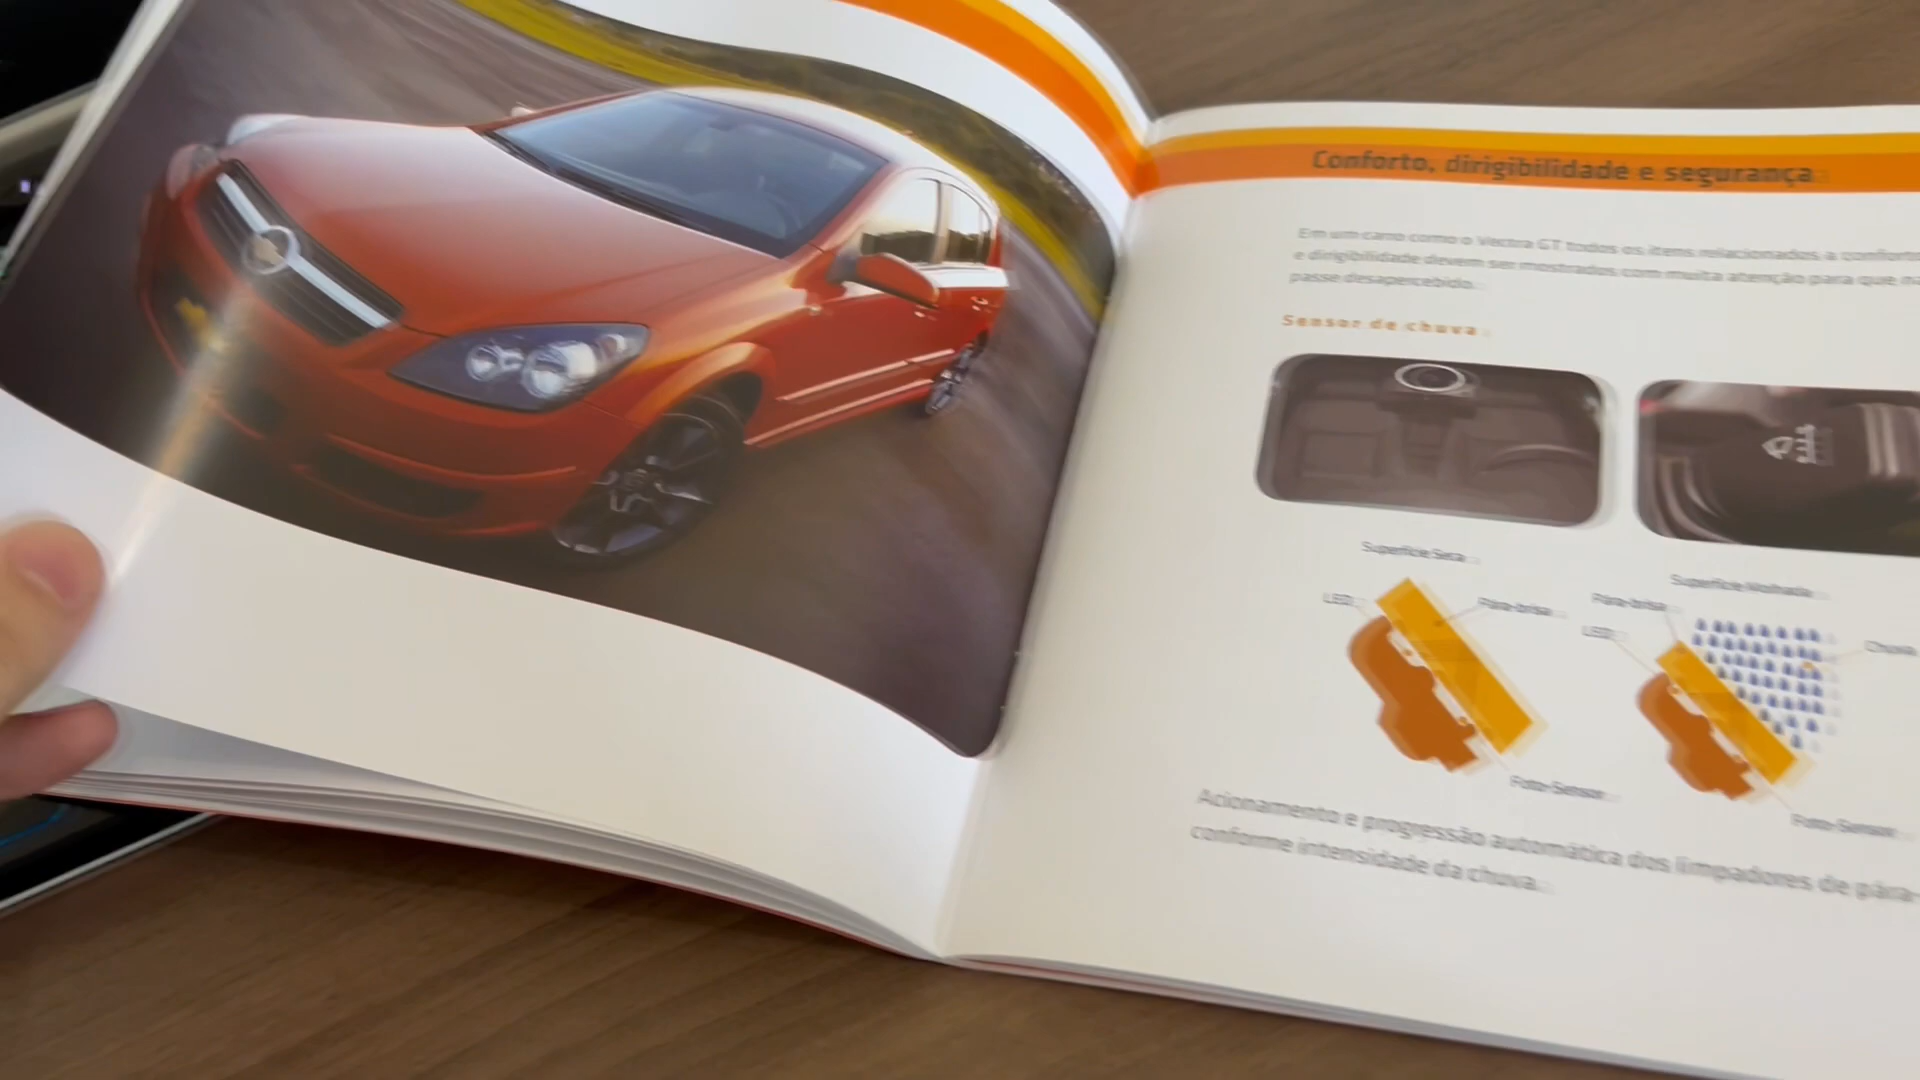 Conforto, dirigibilidade e segurança
Em um carro como o Vectra GT todos os itens relacionados a
e dirigibilidade devem ser mostrados com muita atenção para que
passe desapercebido.
Sensor de chuva
Superfície Seca
Superfície Molhada
LED
Pára-brisa
Pára-brisa
LED
Chuva
Foto-Sensor
Foto-Sensor
Acionamento e progressão automática dos limpadores de pára-
conforme intensidade da chuva.